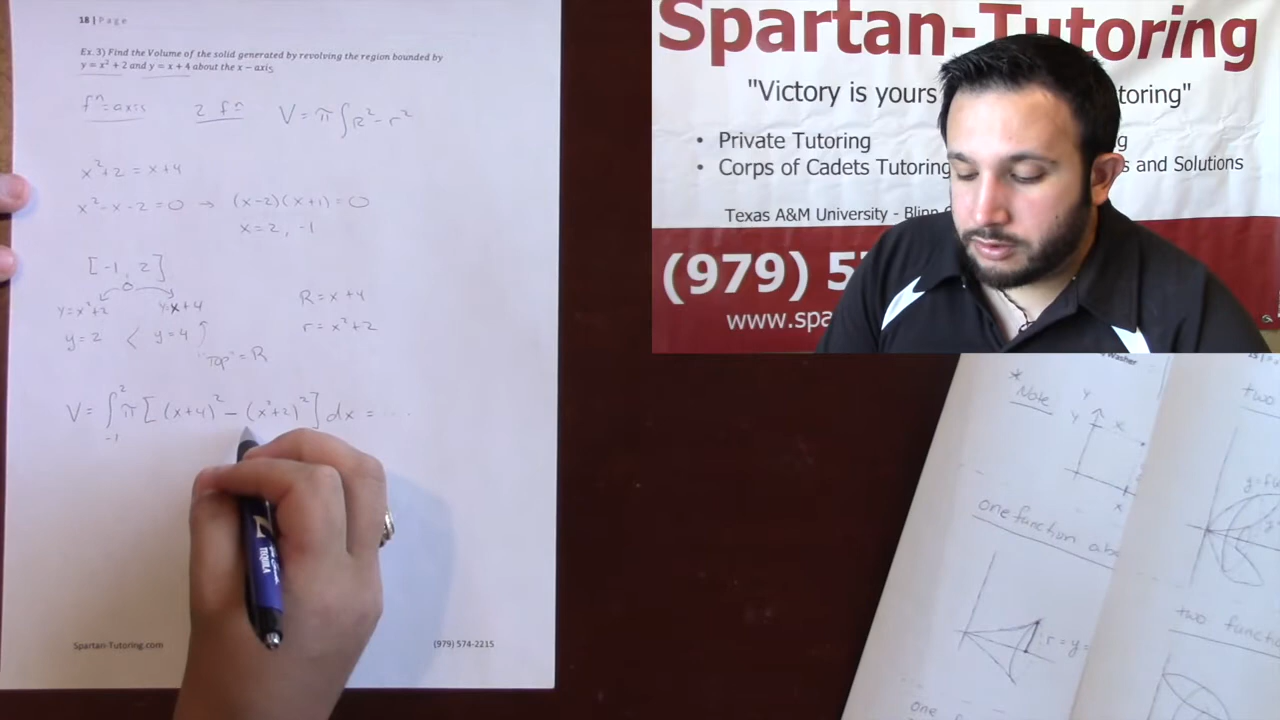 18 | P a g e
Ex. 3) Find the Volume of the solid generated by revolving the region bounded by
y = x² + 2 and y = x + 4 about the x − axis
fⁿ = axis 2 fⁿ V = π ∫ R² − r²
x² + 2 = x + 4
x² − x − 2 = 0 → (x−2)(x+1) = 0
x = 2, −1
[−1, 2]
0
y = x² + 2 y = x + 4
y = 2 < y = 4
"Top" = R
R = x + 4
r = x² + 2
V = ∫₋₁² π [(x+4)² − (x²+2)²] dx = ...
Spartan-Tutoring.com (979) 574-2215
Spartan-Tutoring
"Victory is yours toring"
• Private Tutoring
• Corps of Cadets Tutoring s and Solutions
Texas A&M University - Blinn
(979) 5
www.spa
Washer
* Note
y
y x
x
one function
r = y =
one
two
y = f(
two functi